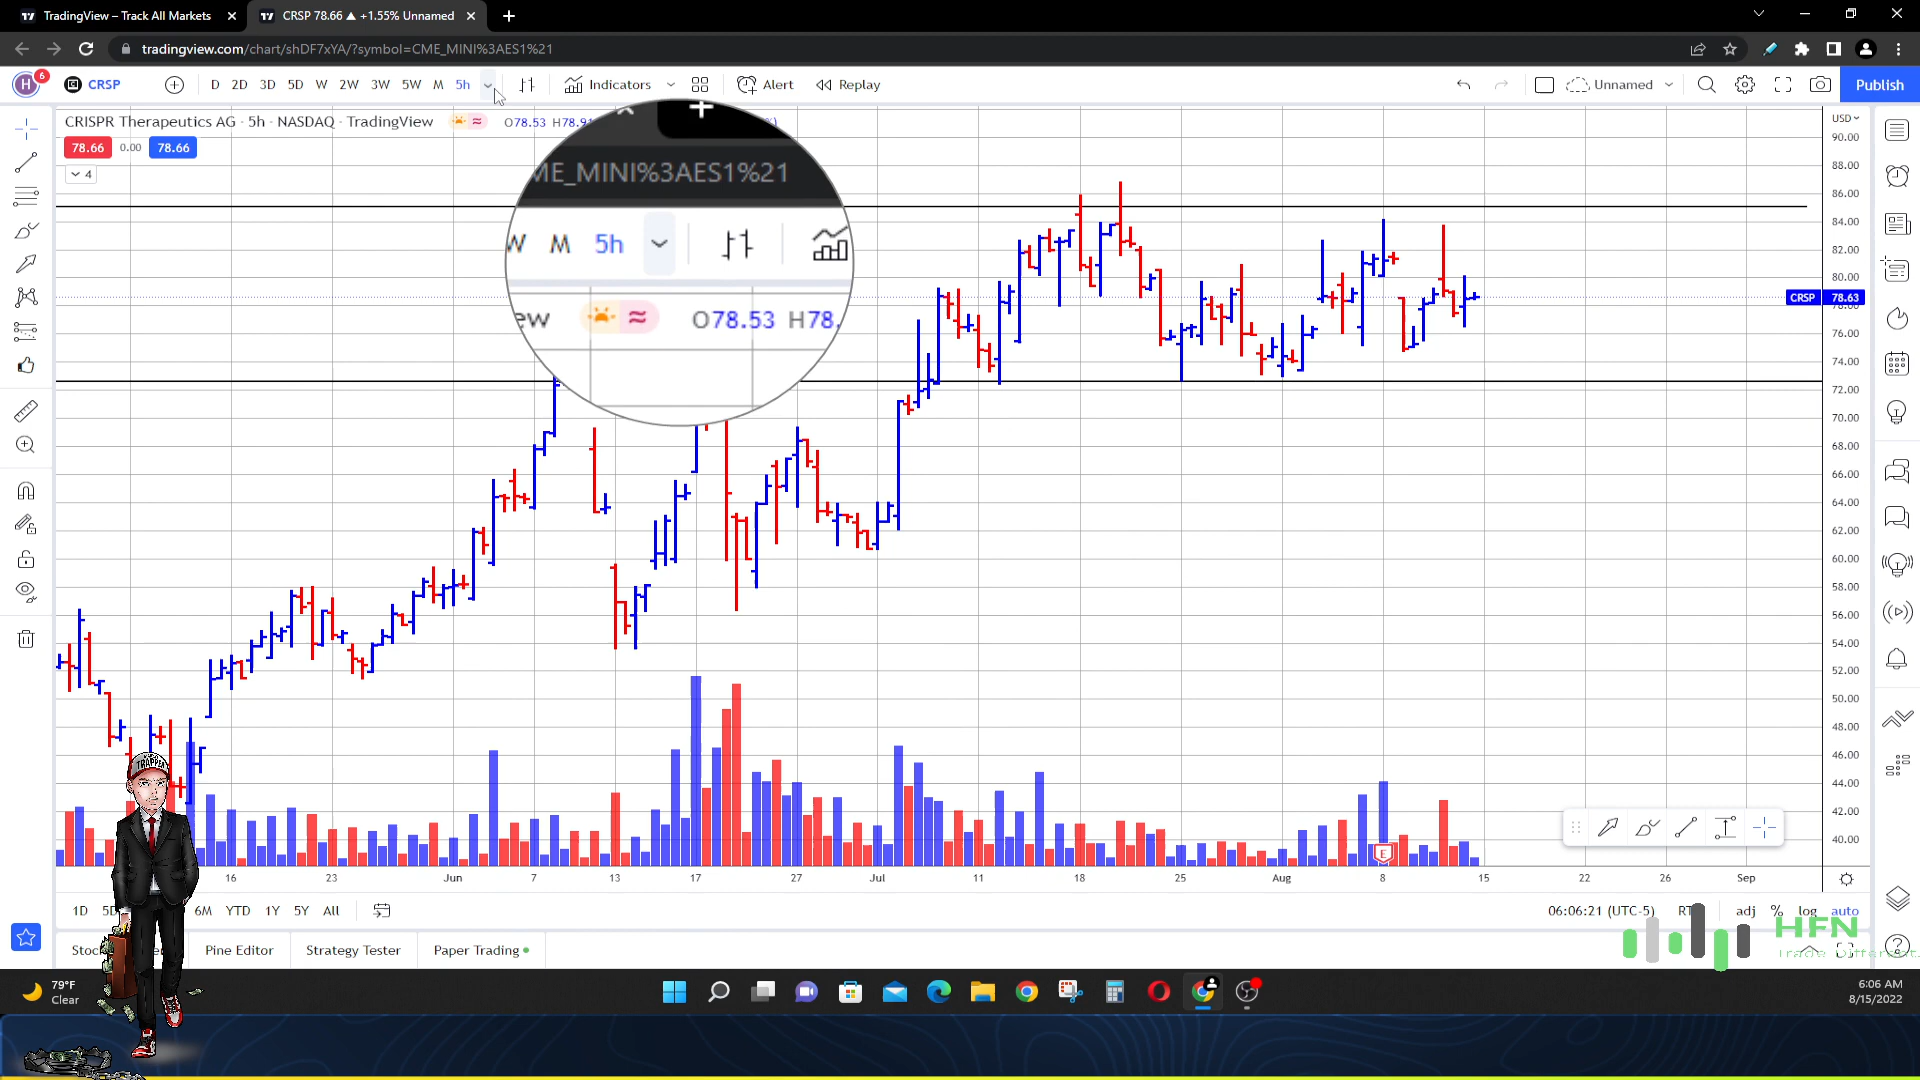 TradingView – Track All Markets
CRSP 78.66 ▲ +1.55% Unnamed
tradingview.com/chart/shDF7xYA/?symbol=CME_MINI%3AES1%21
H 6 CRSP D 2D 3D 5D W 2W 3W 5W M 5h Indicators Alert Replay Unnamed Publish
CRISPR Therapeutics AG · 5h · NASDAQ · TradingView O78.53
78.66 0.00 78.66
4
ME_MINI%3AES1%21
M 5h
O78.53 H78.
USD
90.00
88.00
86.00
84.00
82.00
80.00
CRSP 78.63
76.00
74.00
72.00
70.00
68.00
66.00
64.00
62.00
60.00
58.00
56.00
54.00
52.00
50.00
48.00
46.00
44.00
42.00
40.00
TRAPPER
E
16 23 Jun 7 13 17 27 Jul 11 18 25 Aug 8 15 22 26 Sep
1D 6M YTD 1Y 5Y All 06:06:21 (UTC-5) adj % log auto
HFN
Trade Different.
Pine Editor Strategy Tester Paper Trading
79°F
Clear
6:06 AM
8/15/2022